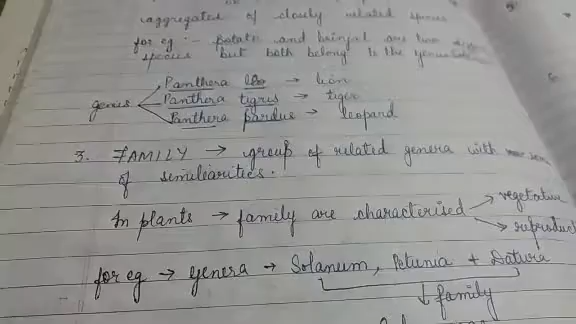 aggregates of closely related species
for eg :- potato and brinjal are two
species but both belong to the genus
Panthera leo → lion
genus Panthera tigris → tiger
Panthera pardus → leopard
3. FAMILY → group of related genera with
of similiarities.
In plants → family are characterised → vegetative
→ reproduct
for eg → genera → Solanum, Petunia + Datura
↓ family